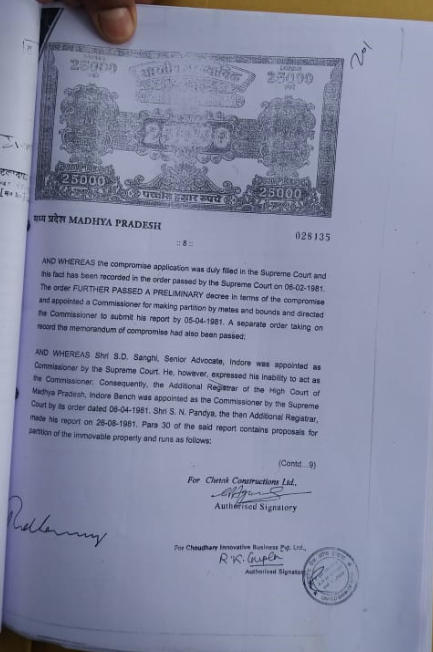 201
25000
25000
25000
पच्चीस हजार रुपये
25000
मध्य प्रदेश MADHYA PRADESH
028135
:: 8 ::
AND WHEREAS the compromise application was duly filled in the Supreme Court and
this fact has been recorded in the order passed by the Supreme Court on 06-02-1981.
The order FURTHER PASSED A PRELIMINARY decree in terms of the compromise
and appointed a Commissioner for making partition by metes and bounds and directed
the Commissioner to submit his report by 05-04-1981. A separate order taking on
record the memorandum of compromise had also been passed;
AND WHEREAS Shri S.D. Sanghi, Senior Advocate, Indore was appointed as
Commissioner by the Supreme Court. He, however, expressed his inability to act as
the Commissioner. Consequently, the Additional Registrar of the High Court of
Madhya Pradesh, Indore Bench was appointed as the Commissioner by the Supreme
Court by its order dated 06-04-1981. Shri S. N. Pandya, the then Additional Registrar,
made his report on 26-08-1981. Para 30 of the said report contains proposals for
partition of the immovable property and runs as follows:
(Contd...9)
For Chetak Constructions Ltd.,
Authorised Signatory
For Choudhary Innovative Business Pvt. Ltd.,
R.K. Gupta
Authorised Signatory